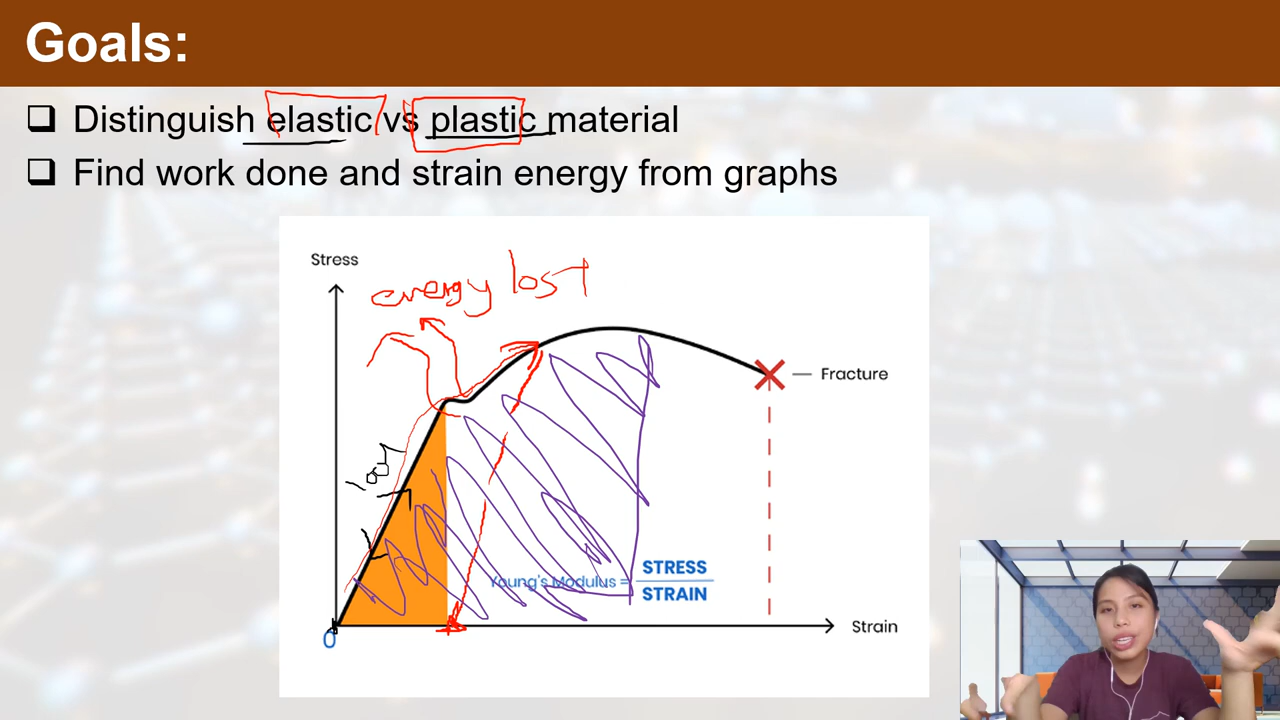 Goals:
Distinguish elastic vs plastic material
Find work done and strain energy from graphs
Stress
energy lost
Fracture
Young's Modulus = STRESS
STRAIN
0
Strain